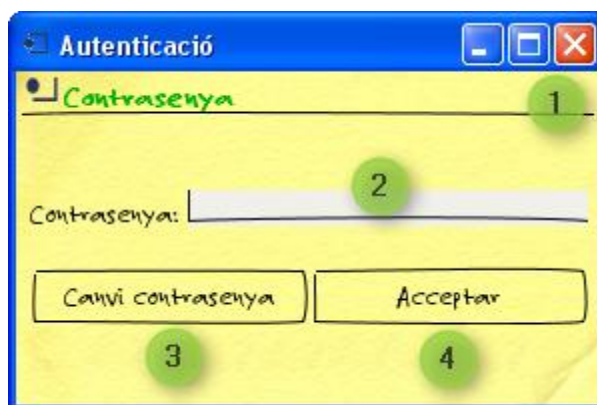 Autenticació
Contrasenya
1
2
Contrasenya:
Canvi contrasenya
Acceptar
3
4